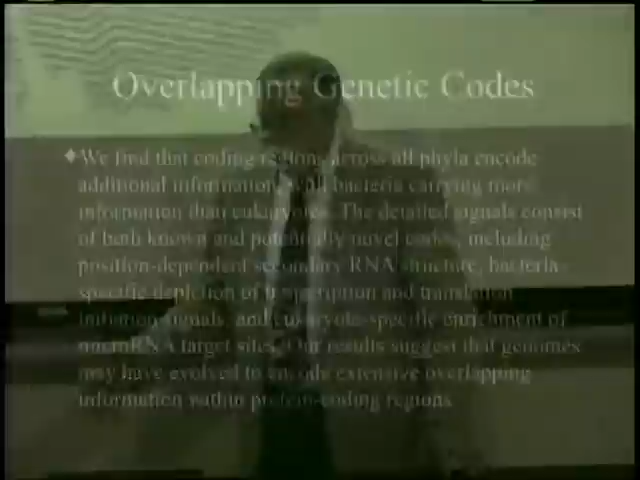 Overlapping Genetic Codes
We find that coding regions across all phyla encode
additional information, with bacteria carrying more
information than eukaryotes. The detailed signals consist
of both known and potentially novel codes, including
position-dependent secondary RNA structure, bacteria-
specific depletion of transcription and translation
initiation signals, and eukaryote-specific enrichment of
microRNA target sites. Our results suggest that genomes
may have evolved to encode extensive overlapping
information within protein-coding regions.